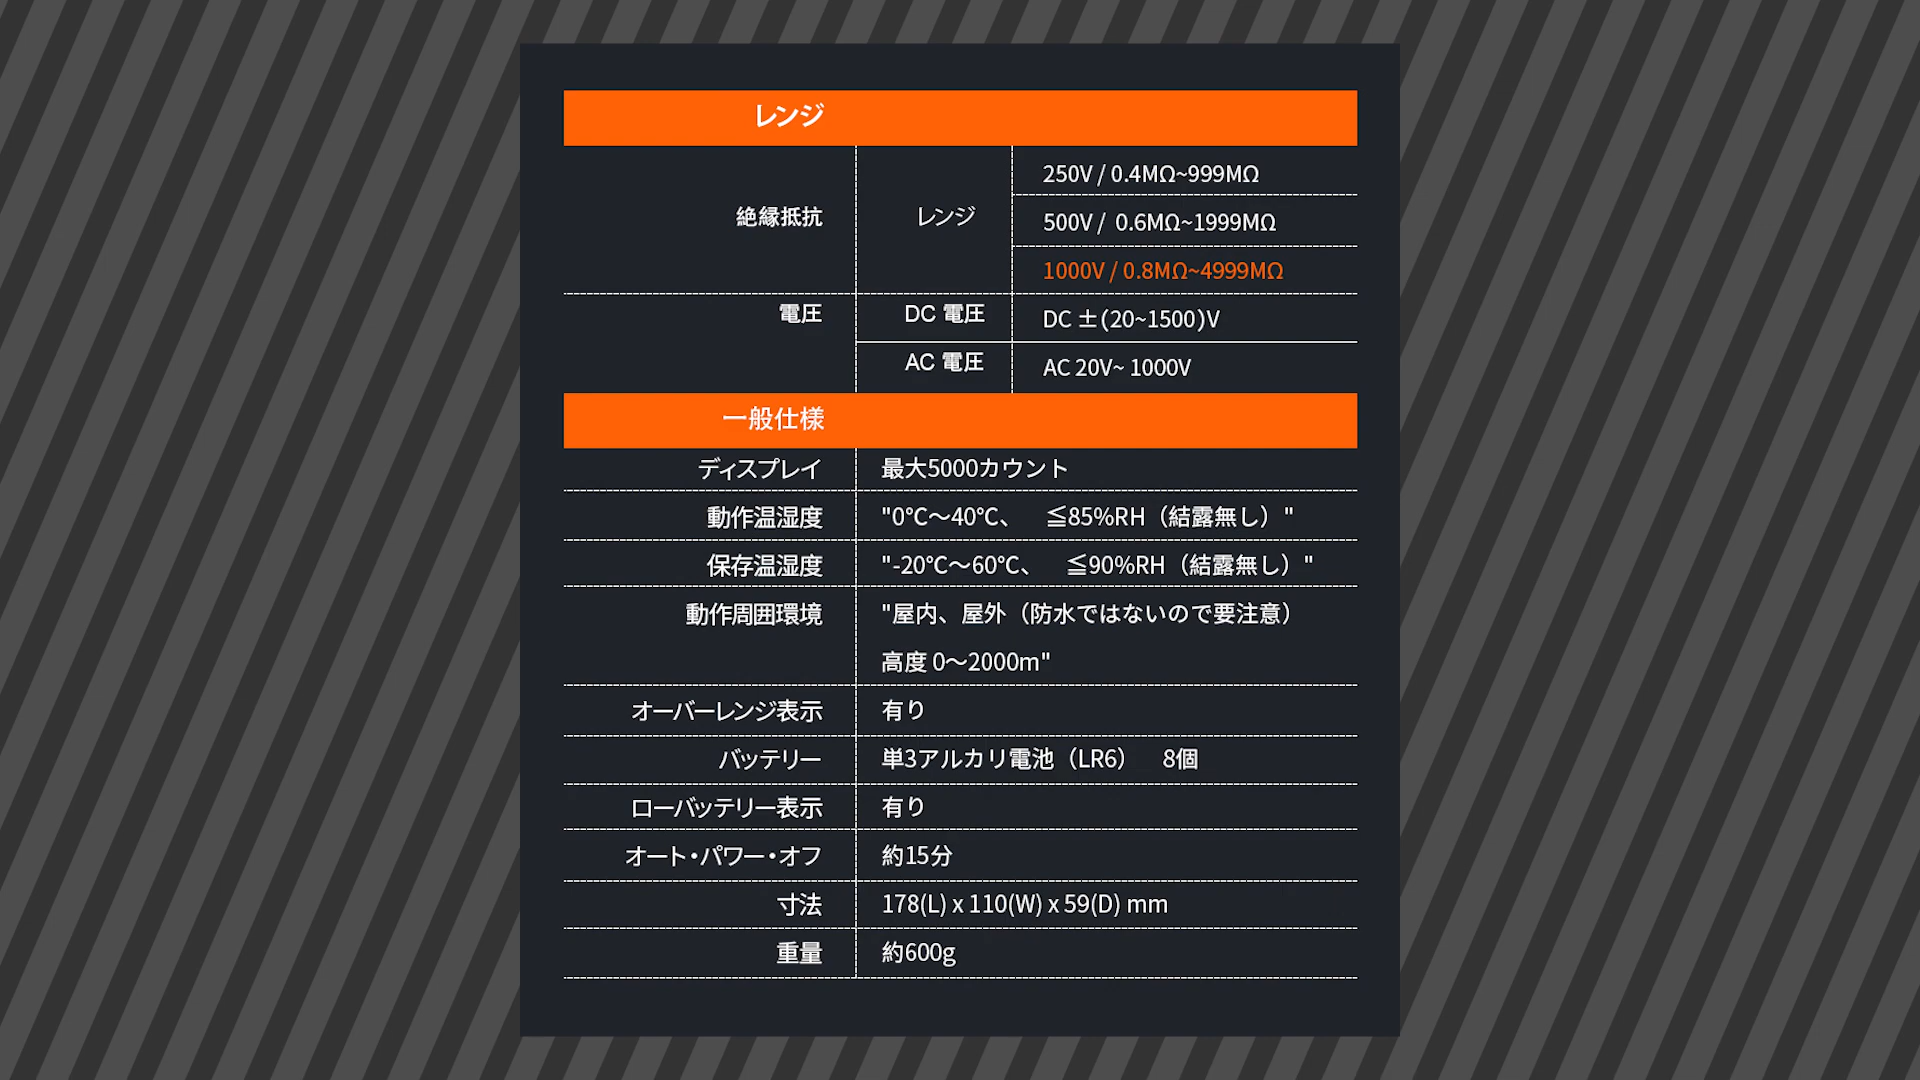 レンジ
絶縁抵抗 レンジ 250V / 0.4MΩ~999MΩ
500V / 0.6MΩ~1999MΩ
1000V / 0.8MΩ~4999MΩ
電圧 DC 電圧 DC ±(20~1500)V
AC 電圧 AC 20V~ 1000V
一般仕様
ディスプレイ 最大5000カウント
動作温湿度 "0℃～40℃、 ≦85%RH（結露無し）"
保存温湿度 "-20℃～60℃、 ≦90%RH（結露無し）"
動作周囲環境 "屋内、屋外（防水ではないので要注意）
高度 0～2000m"
オーバーレンジ表示 有り
バッテリー 単3アルカリ電池（LR6） 8個
ローバッテリー表示 有り
オート・パワー・オフ 約15分
寸法 178(L) x 110(W) x 59(D) mm
重量 約600g